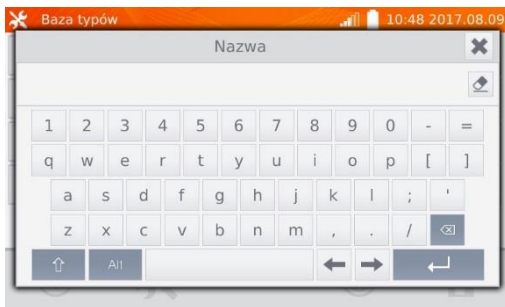 Baza typów 10:48 2017.08.09
Nazwa
1 2 3 4 5 6 7 8 9 0 - =
q w e r t y u i o p [ ]
a s d f g h j k l ; '
z x c v b n m , . /
Alt